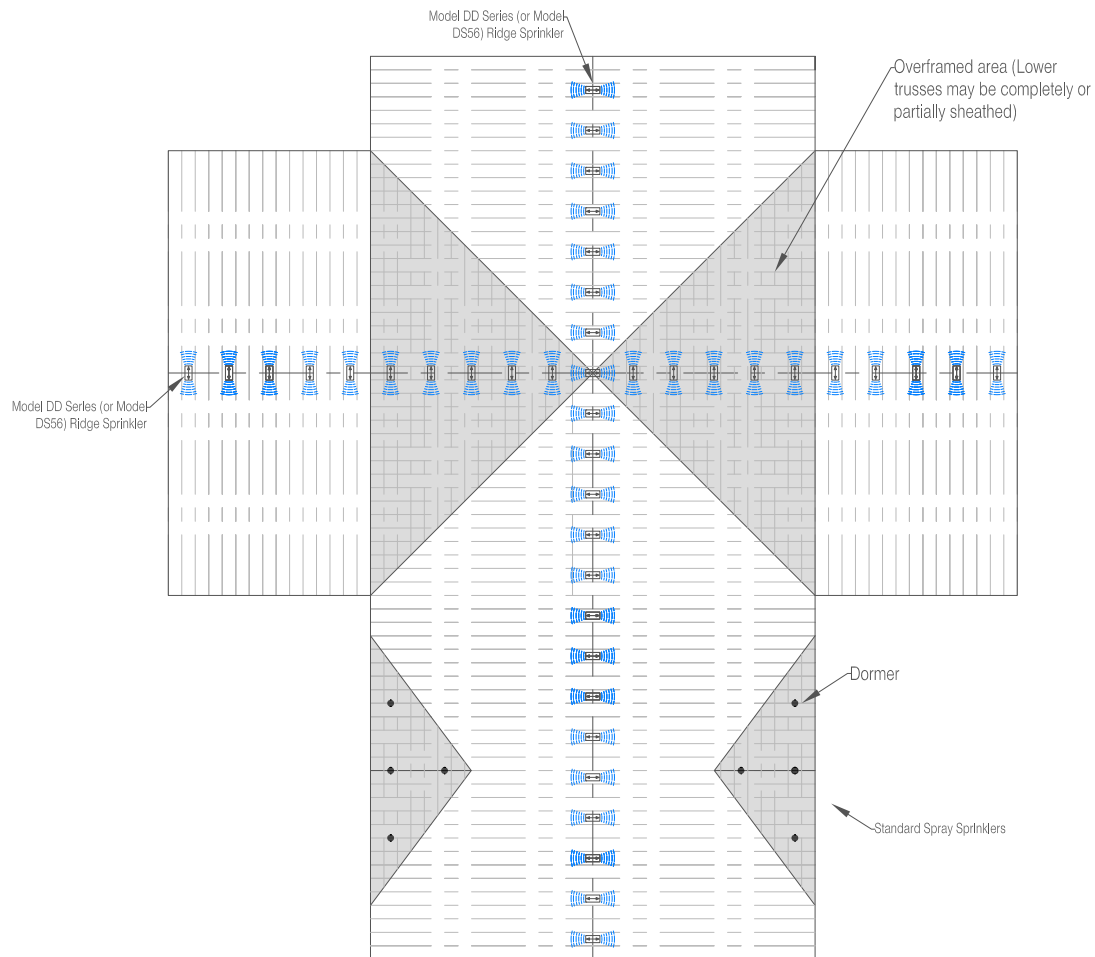 Model DD Series (or Model
DS56) Ridge Sprinkler
Overframed area (Lower
trusses may be completely or
partially sheathed)
Model DD Series (or Model
DS56) Ridge Sprinkler
Dormer
Standard Spray Sprinklers